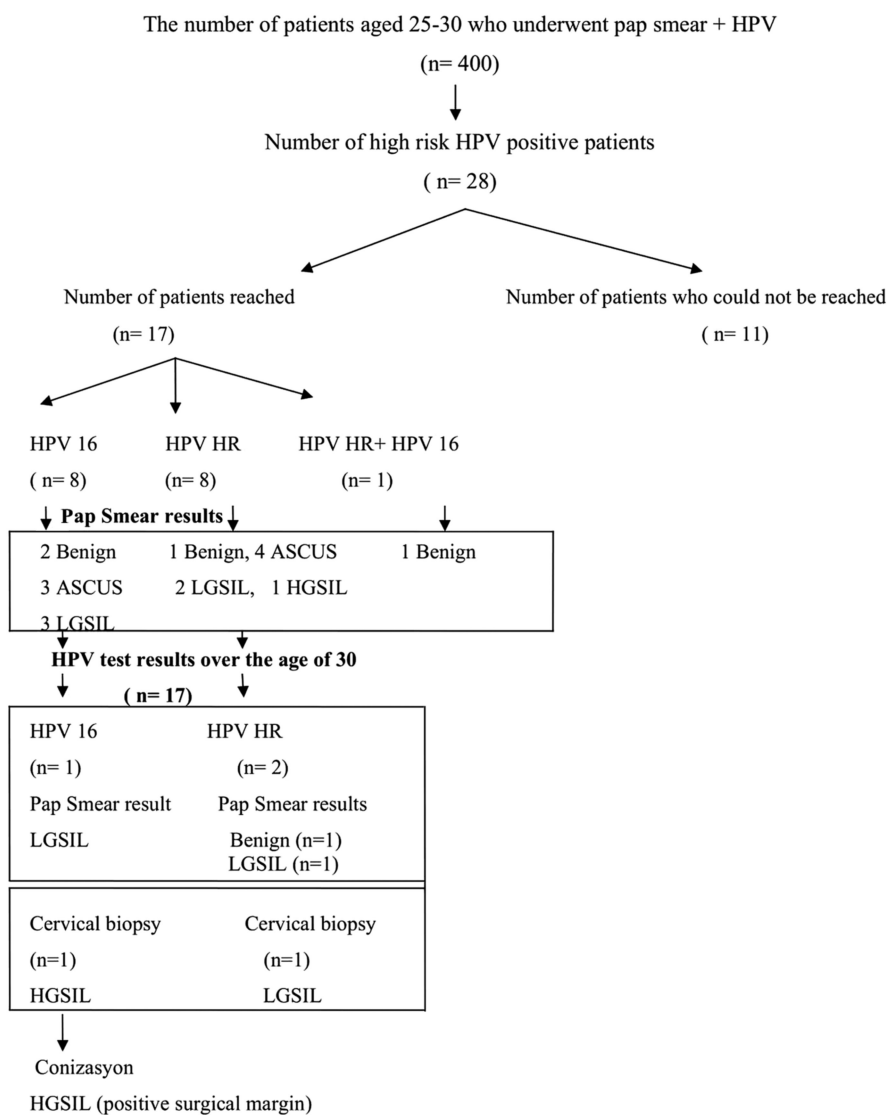 The number of patients aged 25-30 who underwent pap smear + HPV
(n= 400)
Number of high risk HPV positive patients
( n= 28)
Number of patients reached
(n= 17)
Number of patients who could not be reached
( n= 11)
HPV 16
( n= 8)
HPV HR
(n= 8)
HPV HR+ HPV 16
(n= 1)
Pap Smear results
2 Benign
3 ASCUS
3 LGSIL
1 Benign, 4 ASCUS
2 LGSIL, 1 HGSIL
1 Benign
HPV test results over the age of 30
( n= 17)
HPV 16
(n= 1)
Pap Smear result
LGSIL
HPV HR
(n= 2)
Pap Smear results
Benign (n=1)
LGSIL (n=1)
Cervical biopsy
(n=1)
HGSIL
Cervical biopsy
(n=1)
LGSIL
Conizasyon
HGSIL (positive surgical margin)